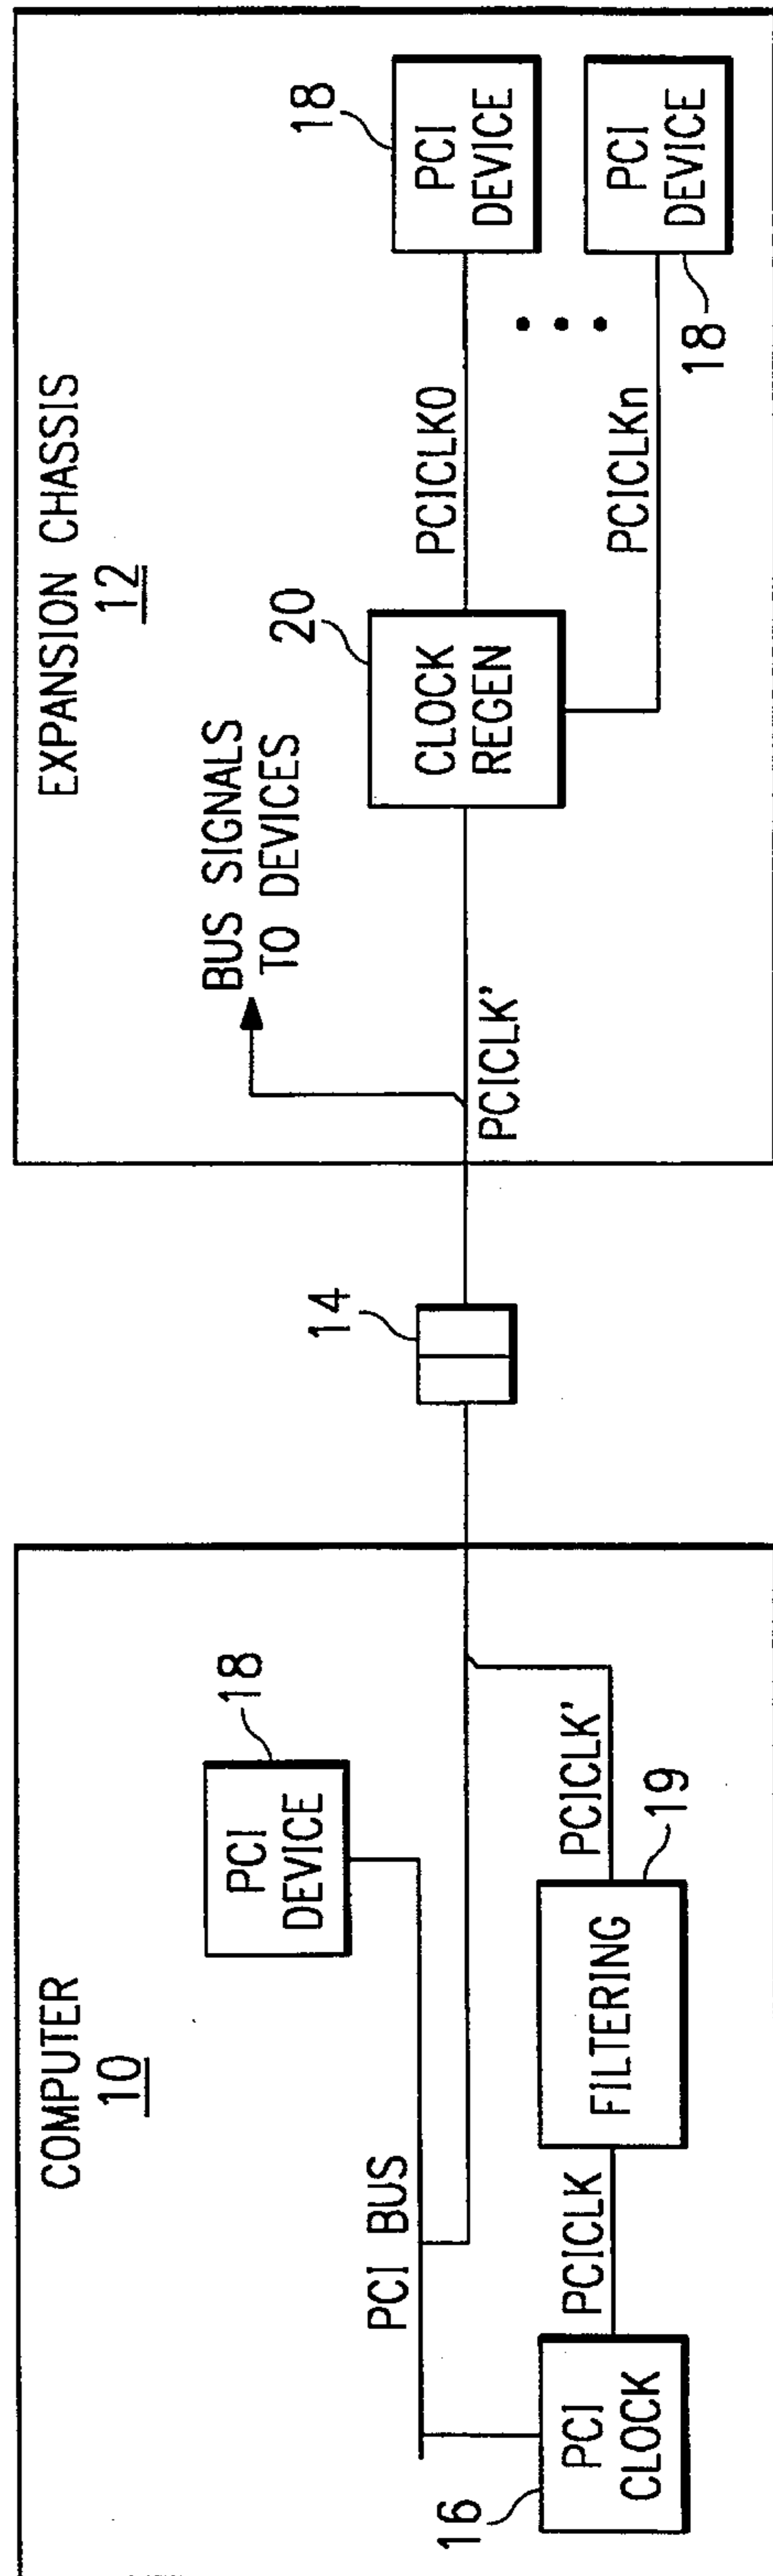 COMPUTER
10
PCI
DEVICE
18
PCI BUS
PCI
CLOCK
16
PCICLK
FILTERING
19
PCICLK'
14
EXPANSION CHASSIS
12
BUS SIGNALS
TO DEVICES
PCICLK'
CLOCK
REGEN
20
PCICLK0
PCICLKn
PCI
DEVICE
18
PCI
DEVICE
18